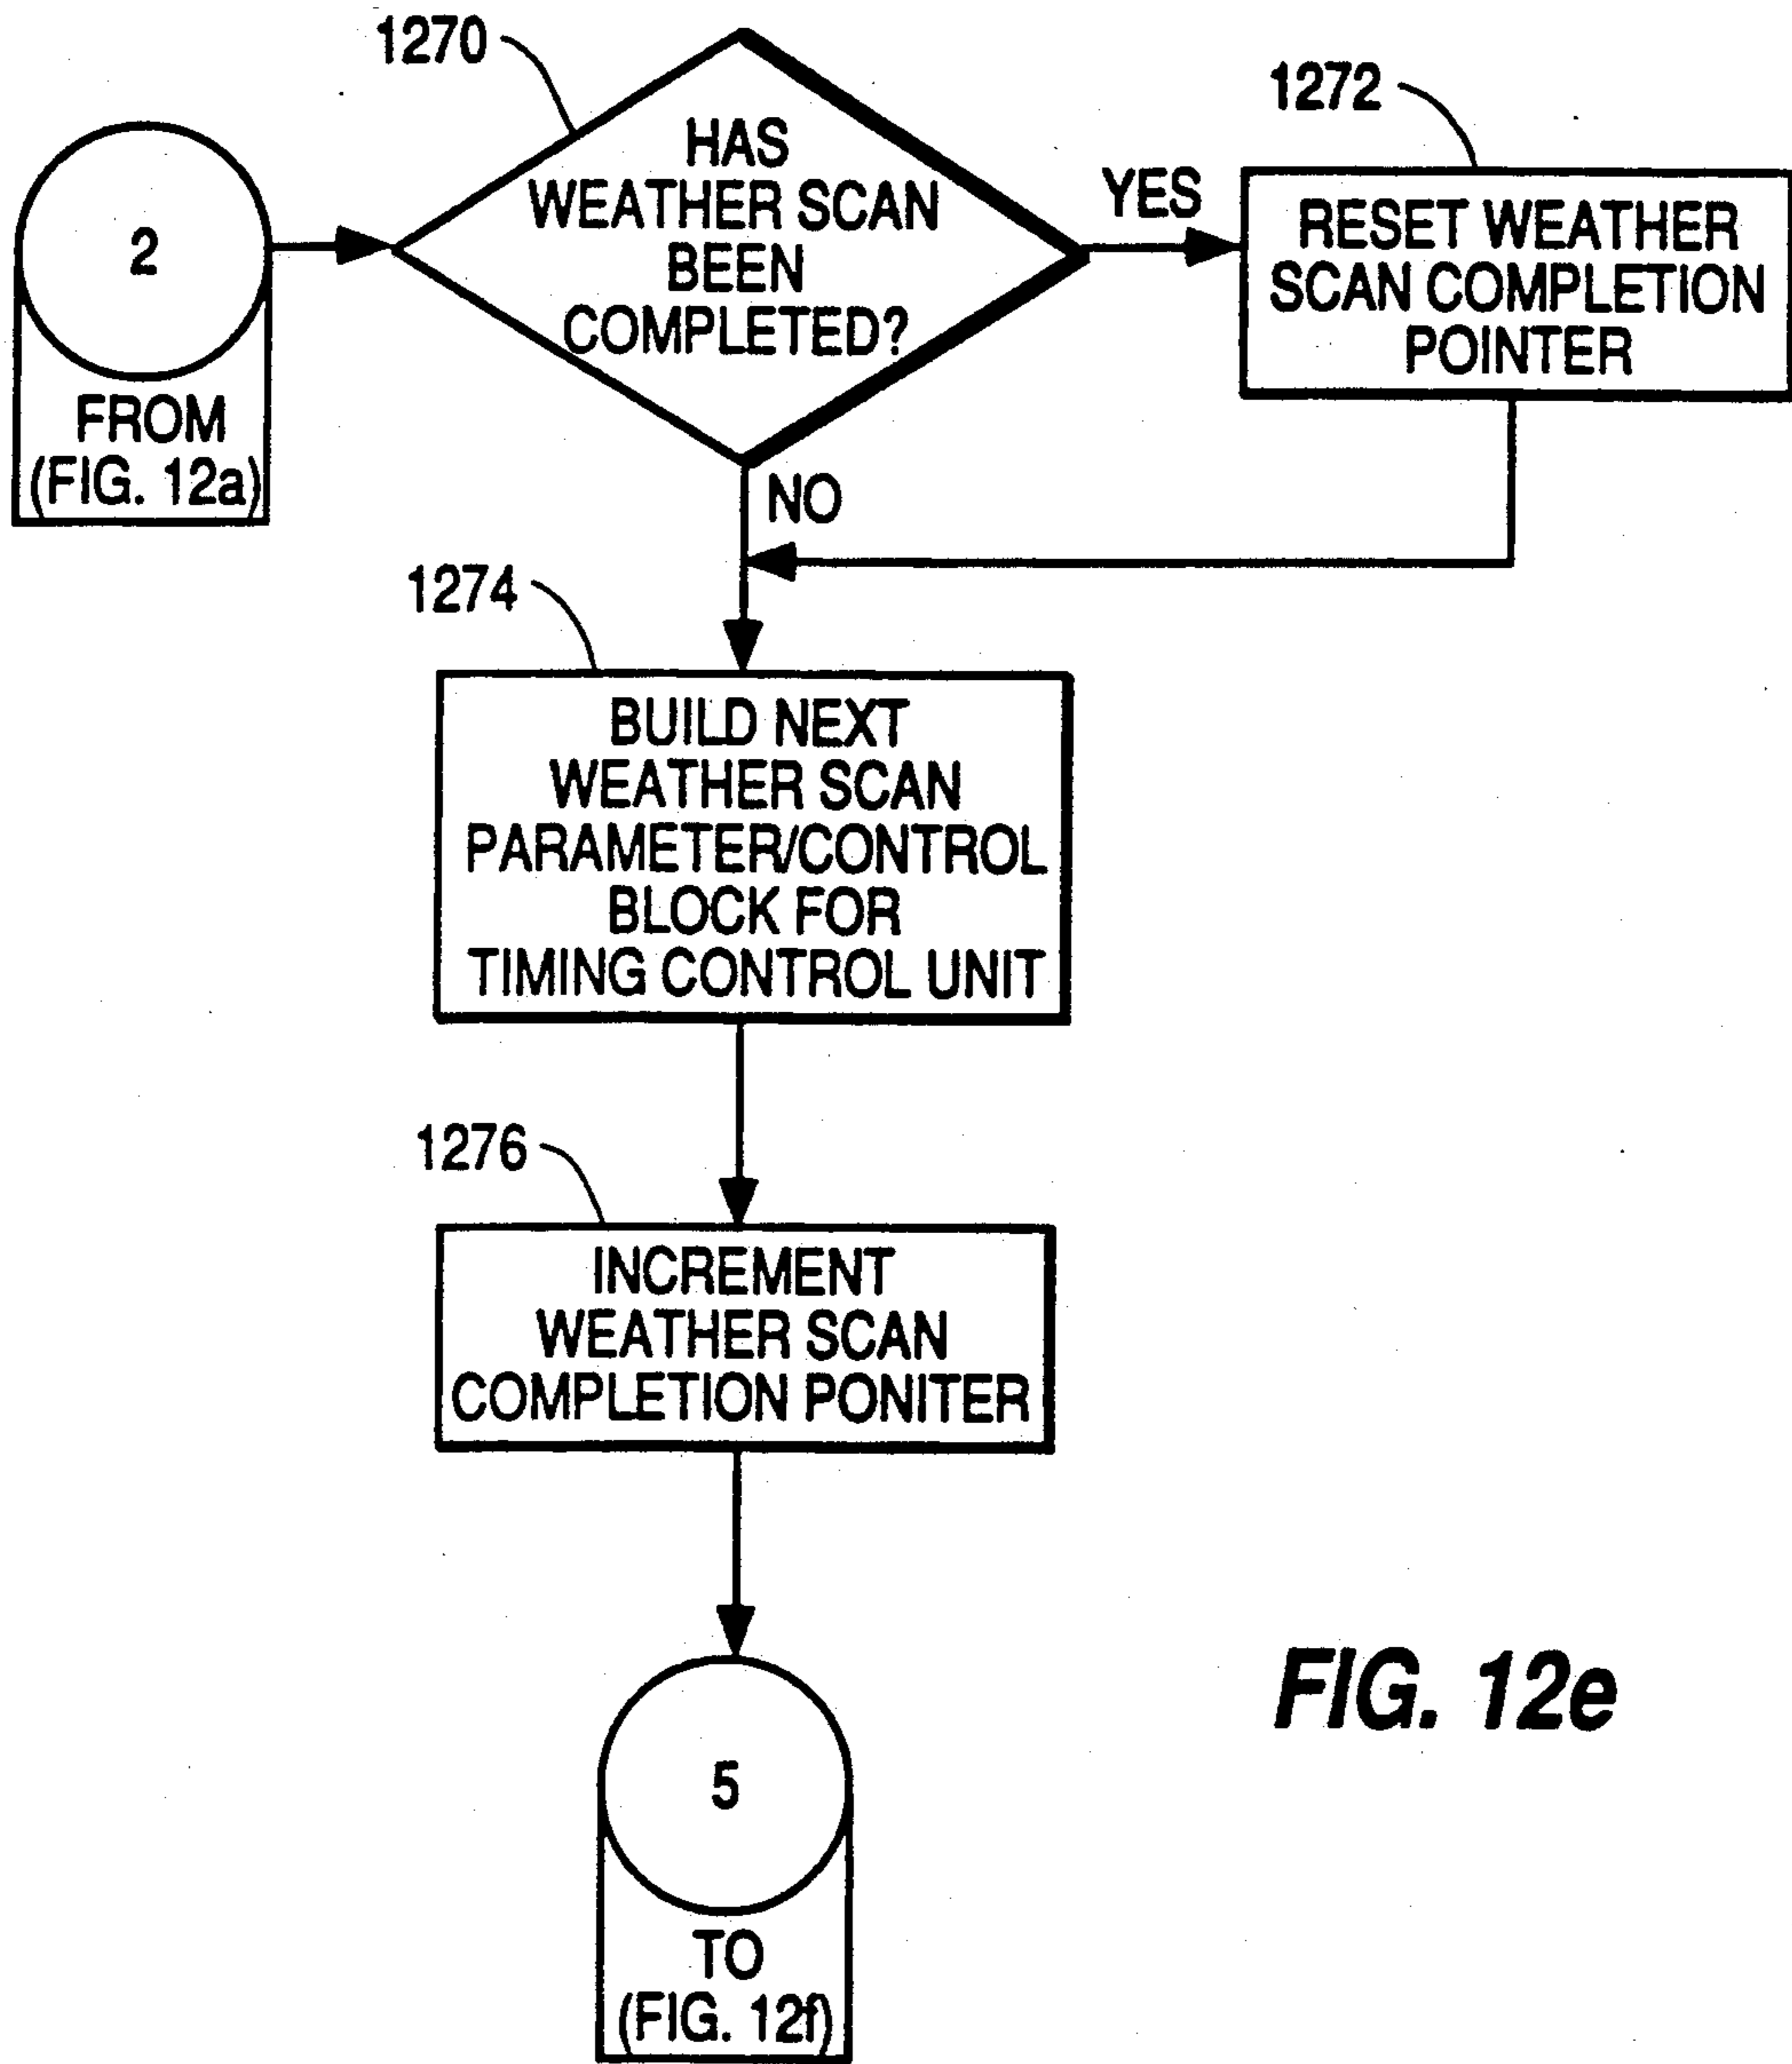 1270
HAS
WEATHER SCAN
BEEN
COMPLETED?
YES
1272
RESET WEATHER
SCAN COMPLETION
POINTER
2
FROM
(FIG. 12a)
NO
1274
BUILD NEXT
WEATHER SCAN
PARAMETER/CONTROL
BLOCK FOR
TIMING CONTROL UNIT
1276
INCREMENT
WEATHER SCAN
COMPLETION PONITER
5
TO
(FIG. 12f)
FIG. 12e